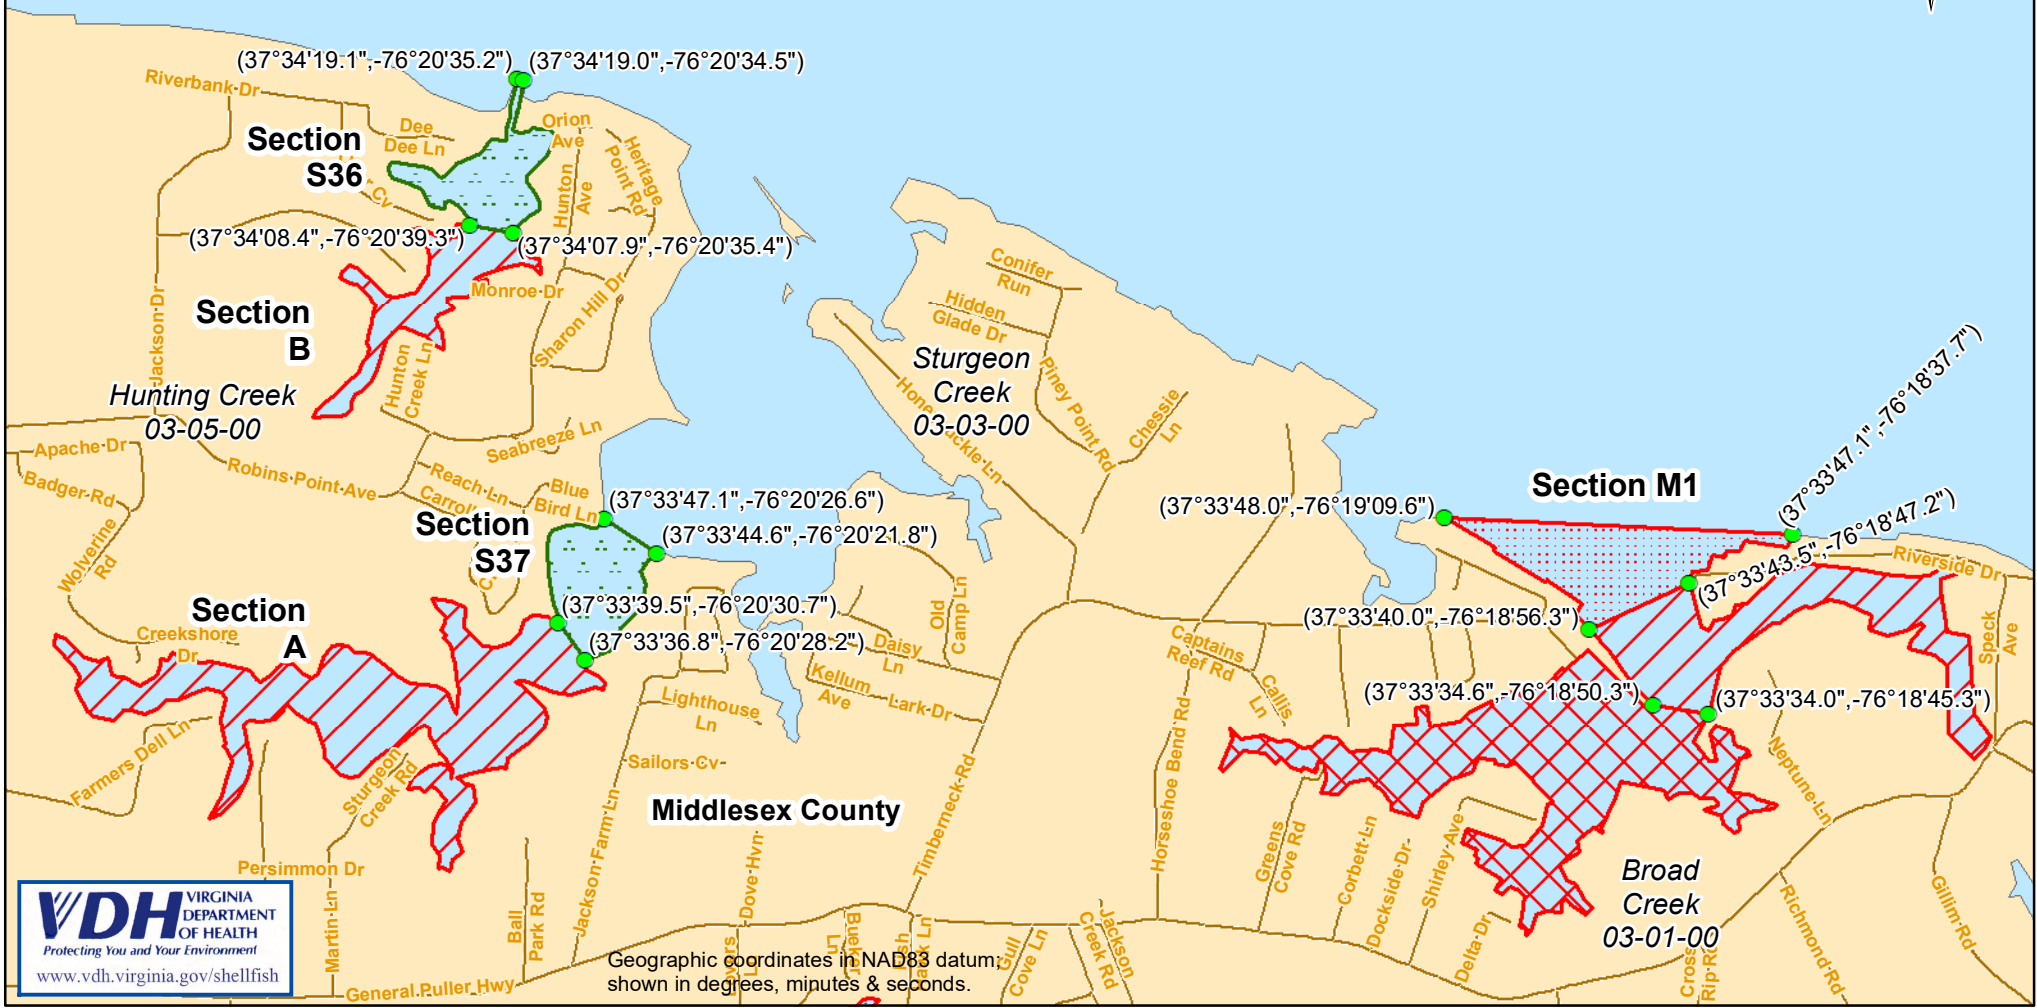 (37°34'19.1",-76°20'35.2")
(37°34'19.0",-76°20'34.5")
Riverbank Dr
Section
S36
Dee
Dee Ln
Orion
Ave
Hunton
Ave
Heritage
Point Rd
Cv
(37°34'08.4",-76°20'39.3")
(37°34'07.9",-76°20'35.4")
Monroe Dr
Sharon Hill Dr
Jackson Dr
Section
B
Hunton
Creek Ln
Hunting Creek
03-05-00
Conifer
Run
Hidden
Glade Dr
Sturgeon
Creek
03-03-00
Piney Point Rd
Chessie
Ln
Apache Dr
Badger Rd
Wolverine
Rd
Robins Point Ave
Seabreeze Ln
Reach Ln
Blue
Bird Ln
Section
S37
(37°33'47.1",-76°20'26.6")
(37°33'44.6",-76°20'21.8")
(37°33'39.5",-76°20'30.7")
(37°33'36.8",-76°20'28.2")
Section
A
Creekshore
Dr
Farmers Dell Ln
Sturgeon
Creek Rd
Lighthouse
Ln
Sailors Cv
Daisy
Ln
Kellum
Ave
Lark Dr
Old
Camp Ln
Section M1
(37°33'48.0",-76°19'09.6")
(37°33'47.1",-76°18'37.7")
(37°33'43.5",-76°18'47.2")
(37°33'40.0",-76°18'56.3")
(37°33'34.6",-76°18'50.3")
(37°33'34.0",-76°18'45.3")
Riverside Dr
Speck
Ave
Captains
Reef Rd
Callis
Ln
Horseshoe Bend Rd
Timberneck Rd
Middlesex County
Greens
Cove Rd
Corbett Ln
Dockside Dr
Shirley Ave
Delta Dr
Neptune Ln
Richmond Rd
Gillim Rd
Broad
Creek
03-01-00
Persimmon Dr
Martin Ln
Ball
Park Rd
Jackson Farm Ln
Dove Hvn
Gull
Cove Ln
Jackson
Creek Rd
Cross
Rip Rd
General Puller Hwy
VDH
VIRGINIA
DEPARTMENT
OF HEALTH
Protecting You and Your Environment
www.vdh.virginia.gov/shellfish
Geographic coordinates in NAD83 datum;
shown in degrees, minutes & seconds.